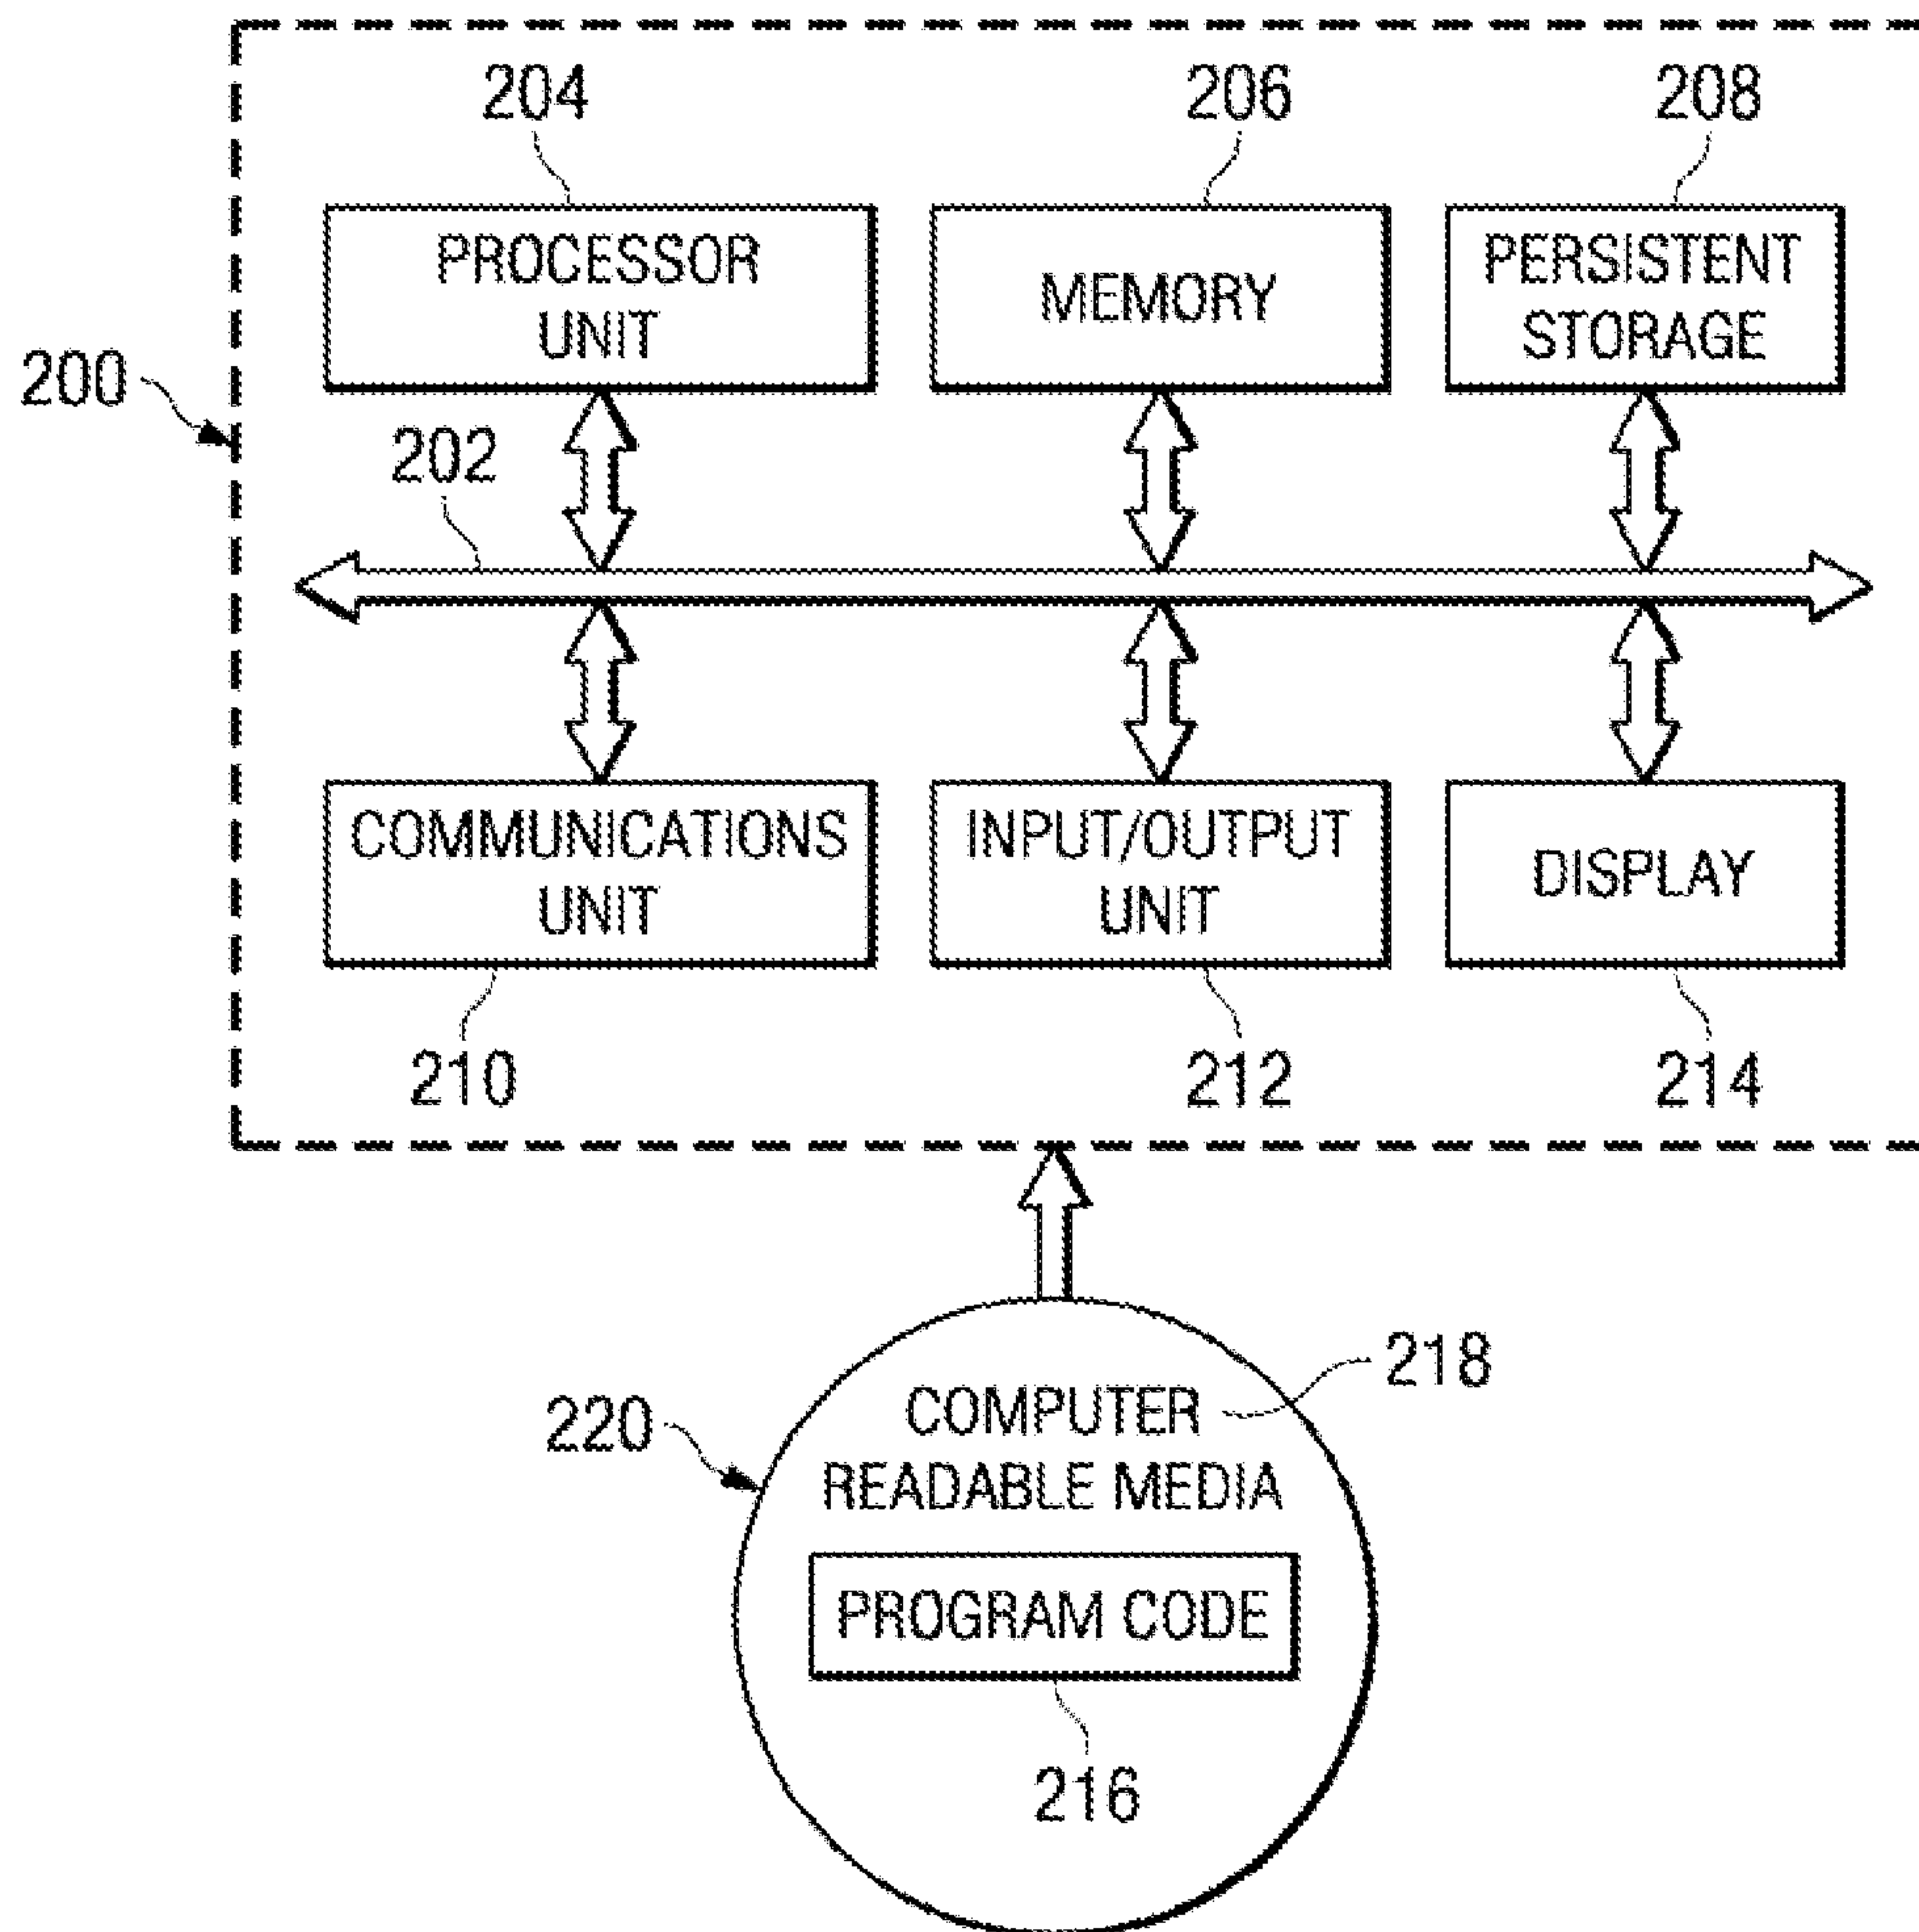 204
206
208
PROCESSOR
UNIT
MEMORY
PERSISTENT
STORAGE
200
202
COMMUNICATIONS
UNIT
INPUT/OUTPUT
UNIT
DISPLAY
210
212
214
218
COMPUTER
READABLE MEDIA
220
PROGRAM CODE
216